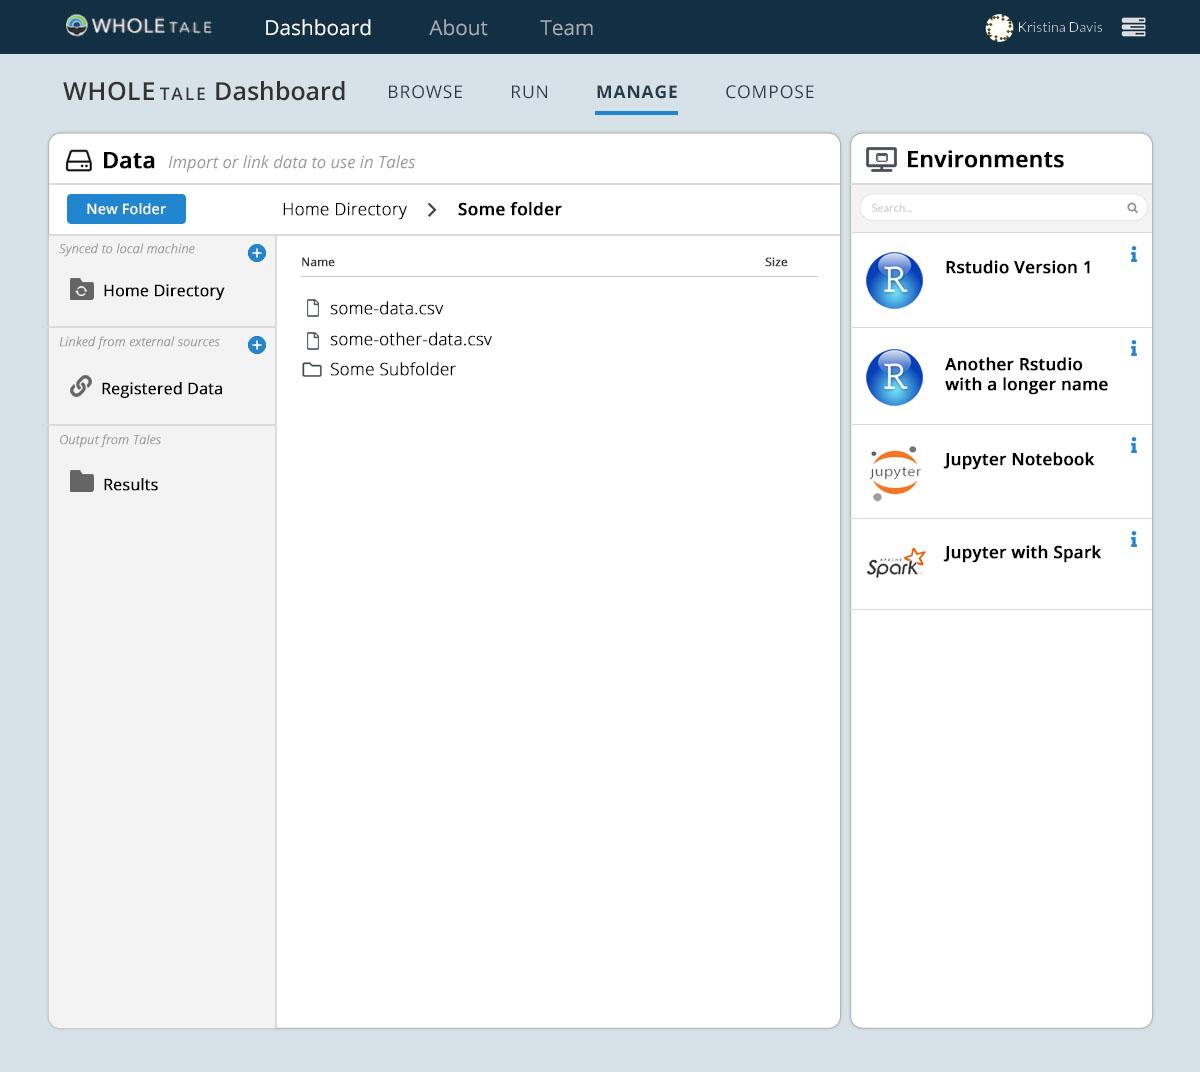 WHOLE TALE Dashboard About Team Kristina Davis
WHOLE TALE Dashboard BROWSE RUN MANAGE COMPOSE
Data Import or link data to use in Tales
New Folder Home Directory Some folder
Synced to local machine
Home Directory
Linked from external sources
Registered Data
Output from Tales
Results
Name Size
some-data.csv
some-other-data.csv
Some Subfolder
Environments
Search...
R Rstudio Version 1
R Another Rstudio
with a longer name
jupyter Jupyter Notebook
APACHE
Spark Jupyter with Spark